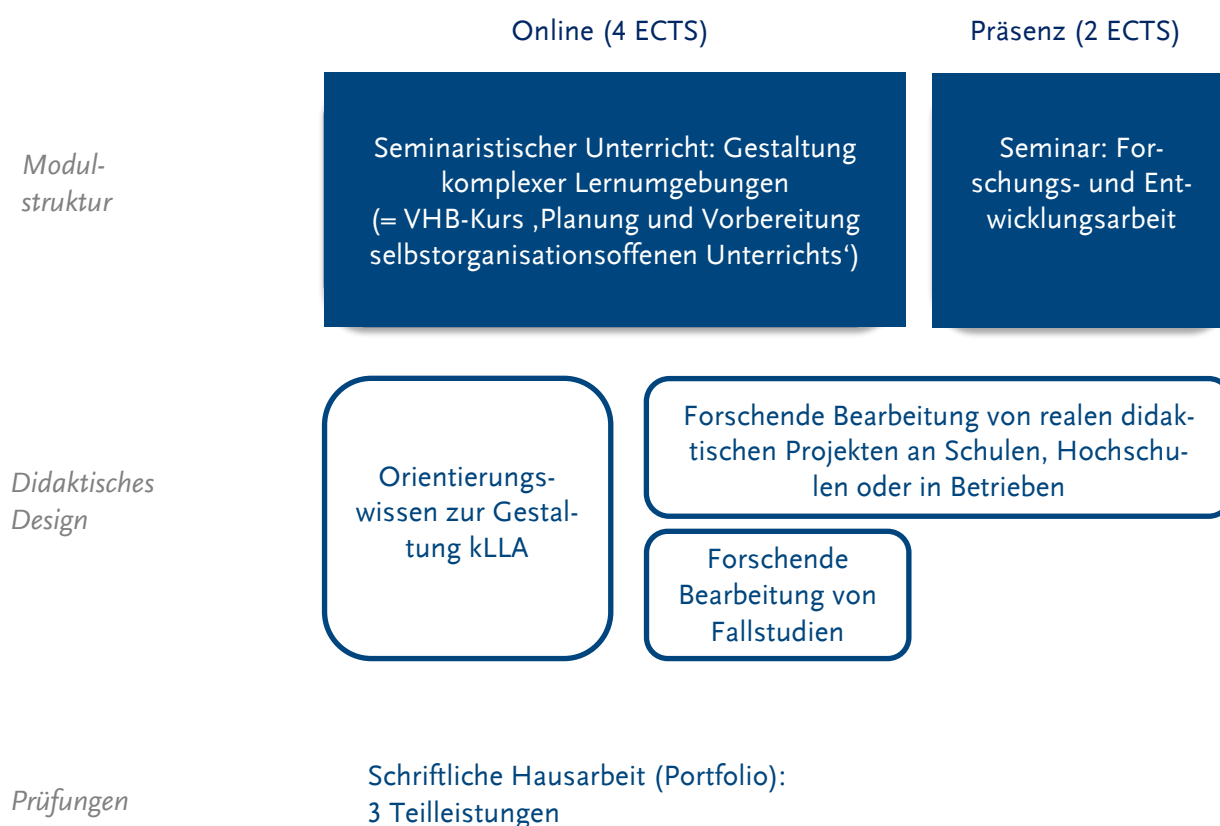 Online (4 ECTS)
Präsenz (2 ECTS)
Modul-
struktur
Seminaristischer Unterricht: Gestaltung
komplexer Lernumgebungen
(= VHB-Kurs ‚Planung und Vorbereitung
selbstorganisationsoffenen Unterrichts‘)
Seminar: For-
schungs- und Ent-
wicklungsarbeit
Didaktisches
Design
Orientierungs-
wissen zur Gestal-
tung kLLA
Forschende Bearbeitung von realen didak-
tischen Projekten an Schulen, Hochschu-
len oder in Betrieben
Forschende
Bearbeitung von
Fallstudien
Prüfungen
Schriftliche Hausarbeit (Portfolio):
3 Teilleistungen